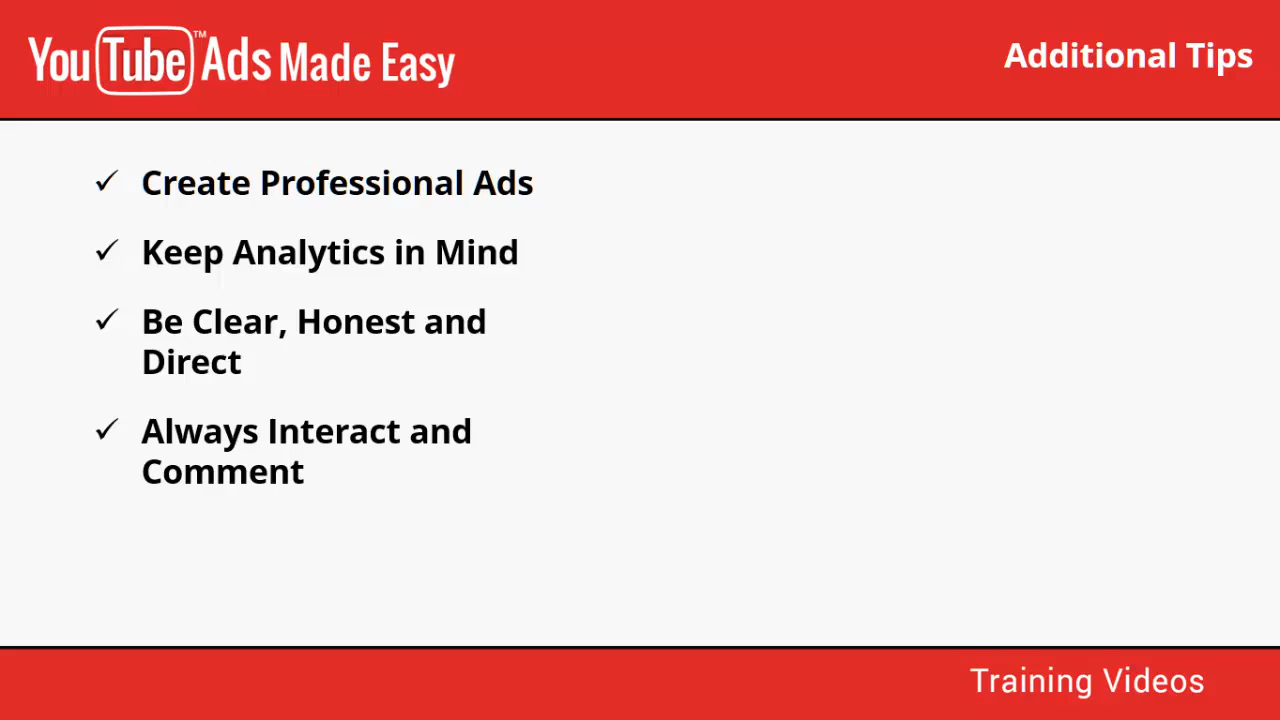 YouTube™ Ads Made Easy
Additional Tips
✓ Create Professional Ads
✓ Keep Analytics in Mind
✓ Be Clear, Honest and
Direct
✓ Always Interact and
Comment
Training Videos